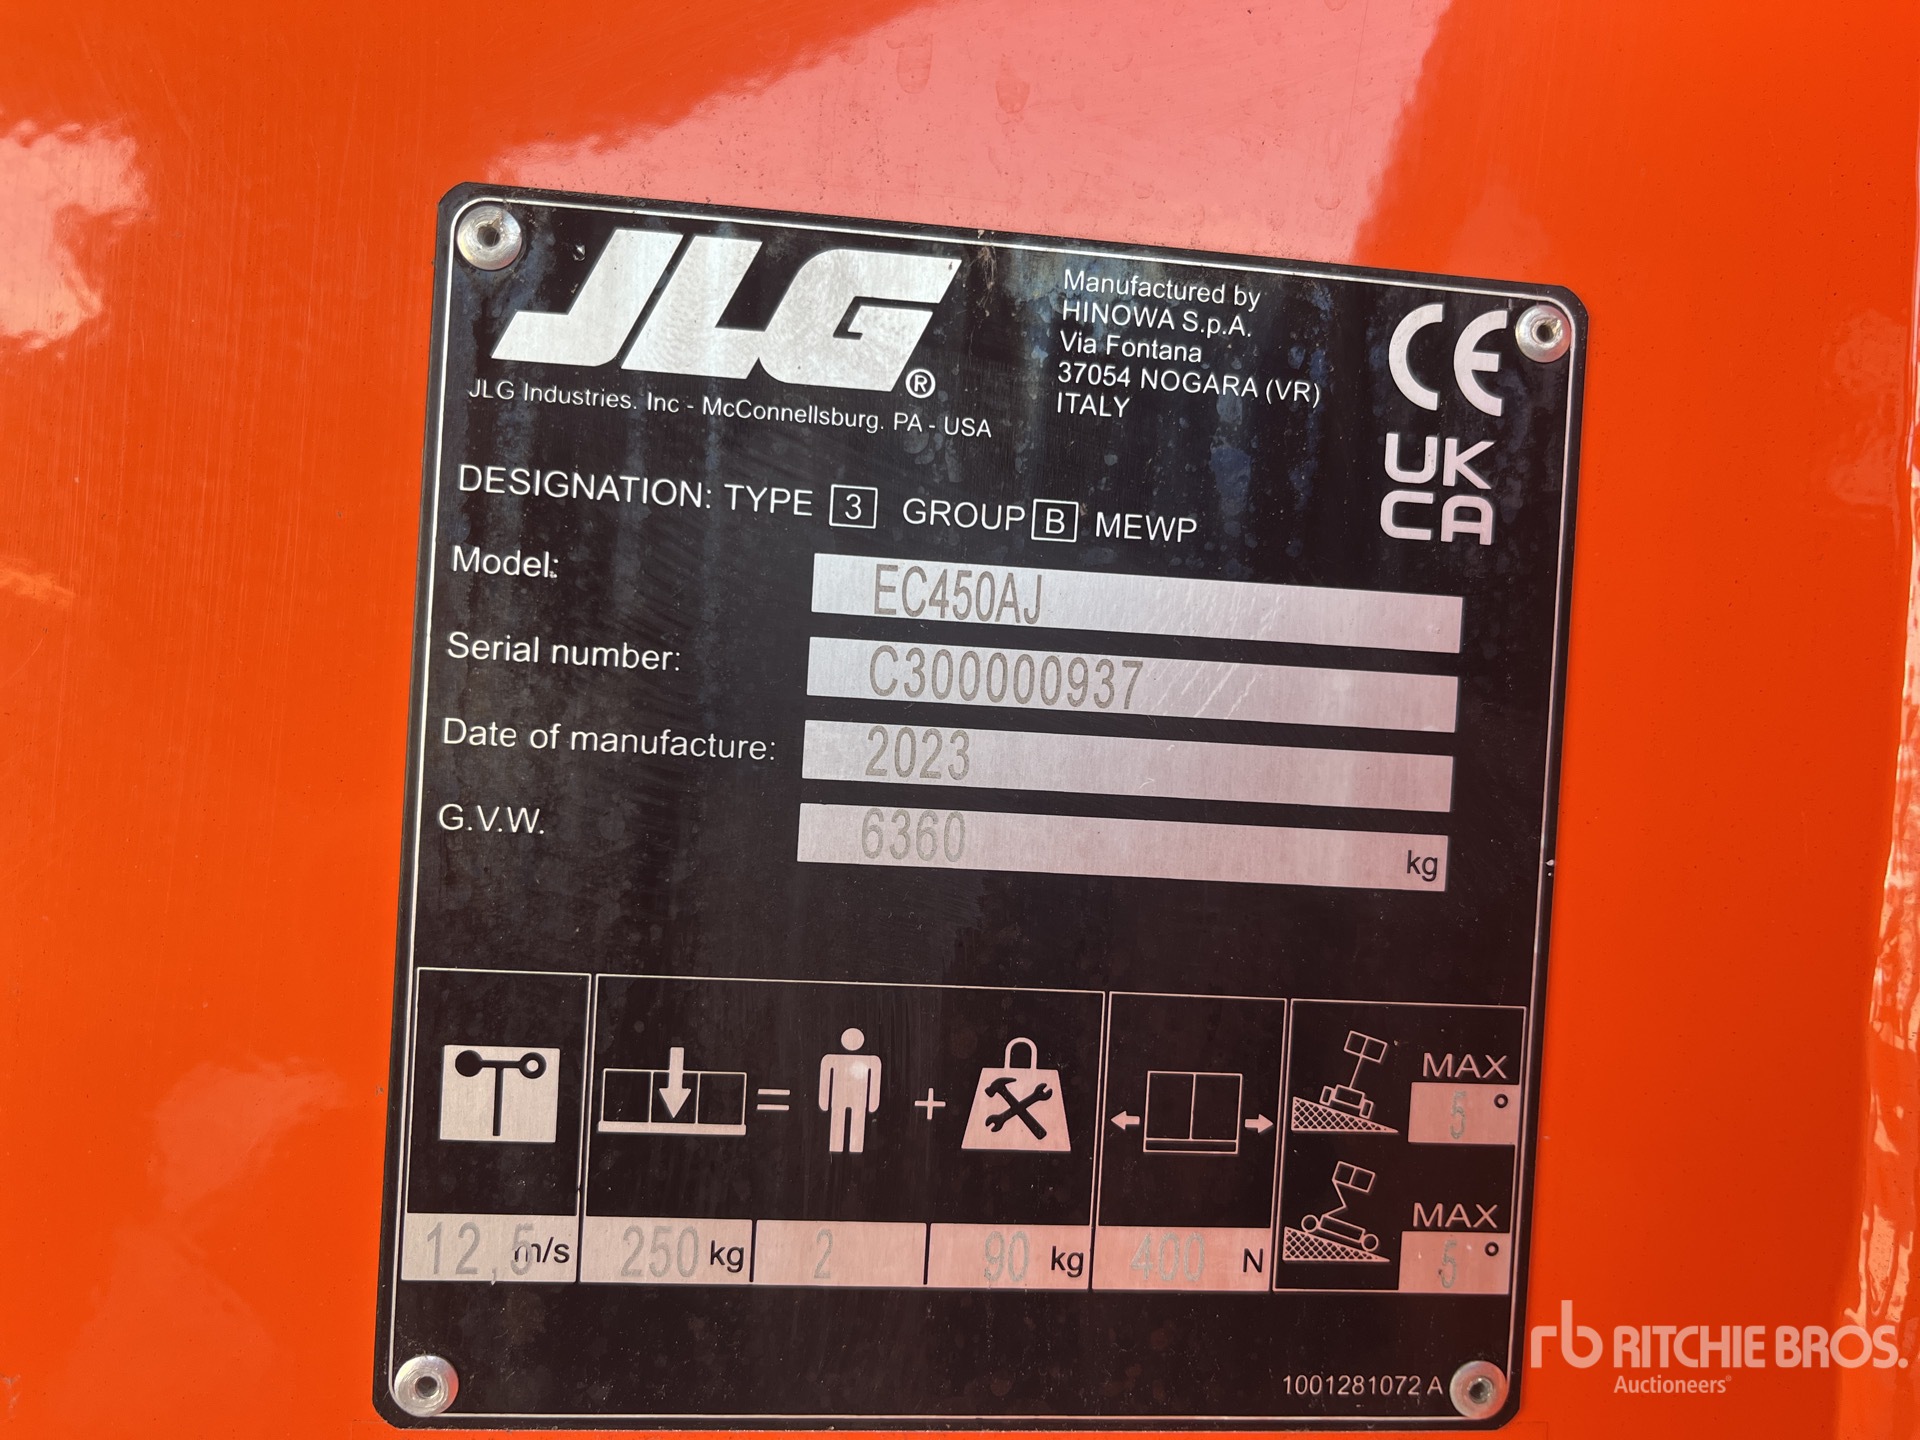 JLG®
JLG Industries. Inc - McConnellsburg. PA - USA
Manufactured by
HINOWA S.p.A.
Via Fontana
37054 NOGARA (VR)
ITALY
CE
UK
CA
DESIGNATION: TYPE 3 GROUP B MEWP
Model: EC450AJ
Serial number: C300000937
Date of manufacture: 2023
G.V.W. 6360 kg
= +
MAX
5 °
MAX
5 °
12,5 m/s 250 kg 2 90 kg 400 N
1001281072 A
rb RITCHIE BROS.
Auctioneers®